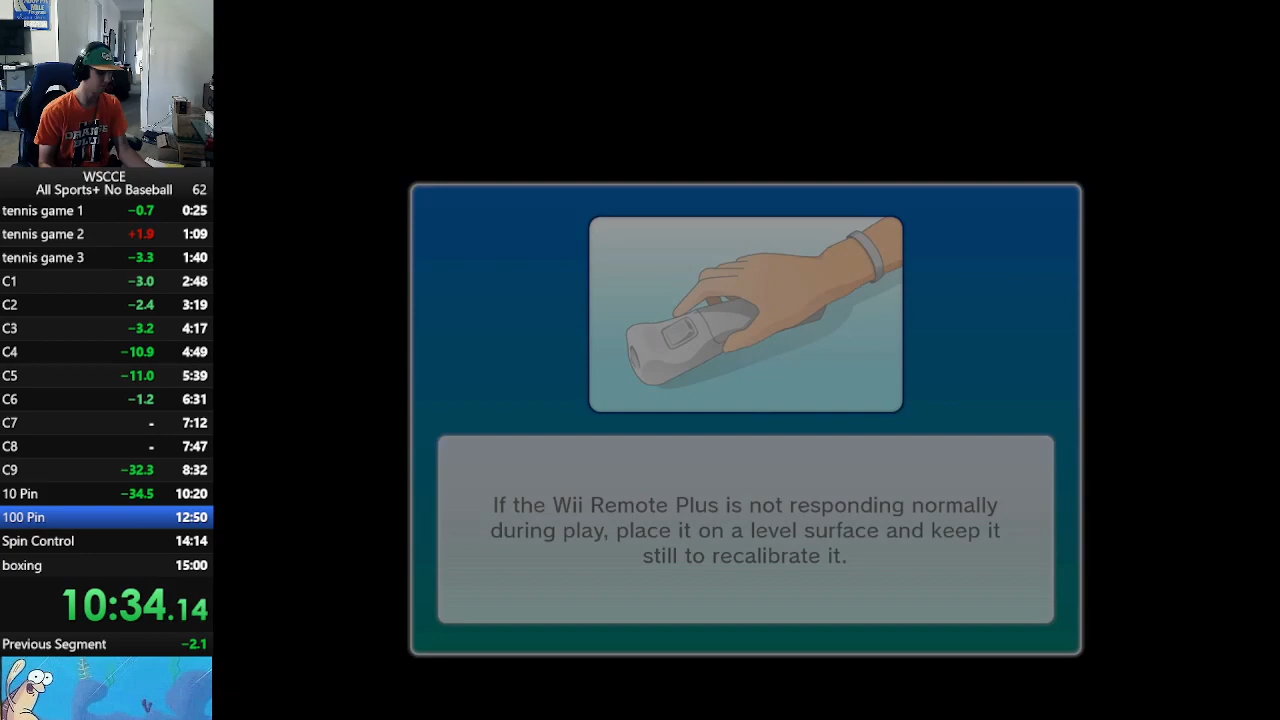 WSCCE
All Sports+ No Baseball 62
tennis game 1 −0.7 0:25
tennis game 2 +1.9 1:09
tennis game 3 −3.3 1:40
C1 −3.0 2:48
C2 −2.4 3:19
C3 −3.2 4:17
C4 −10.9 4:49
C5 −11.0 5:39
C6 −1.2 6:31
C7 - 7:12
C8 - 7:47
C9 −32.3 8:32
10 Pin −34.5 10:20
100 Pin 12:50
Spin Control 14:14
boxing 15:00
10:34.14
Previous Segment −2.1
If the Wii Remote Plus is not responding normally
during play, place it on a level surface and keep it
still to recalibrate it.